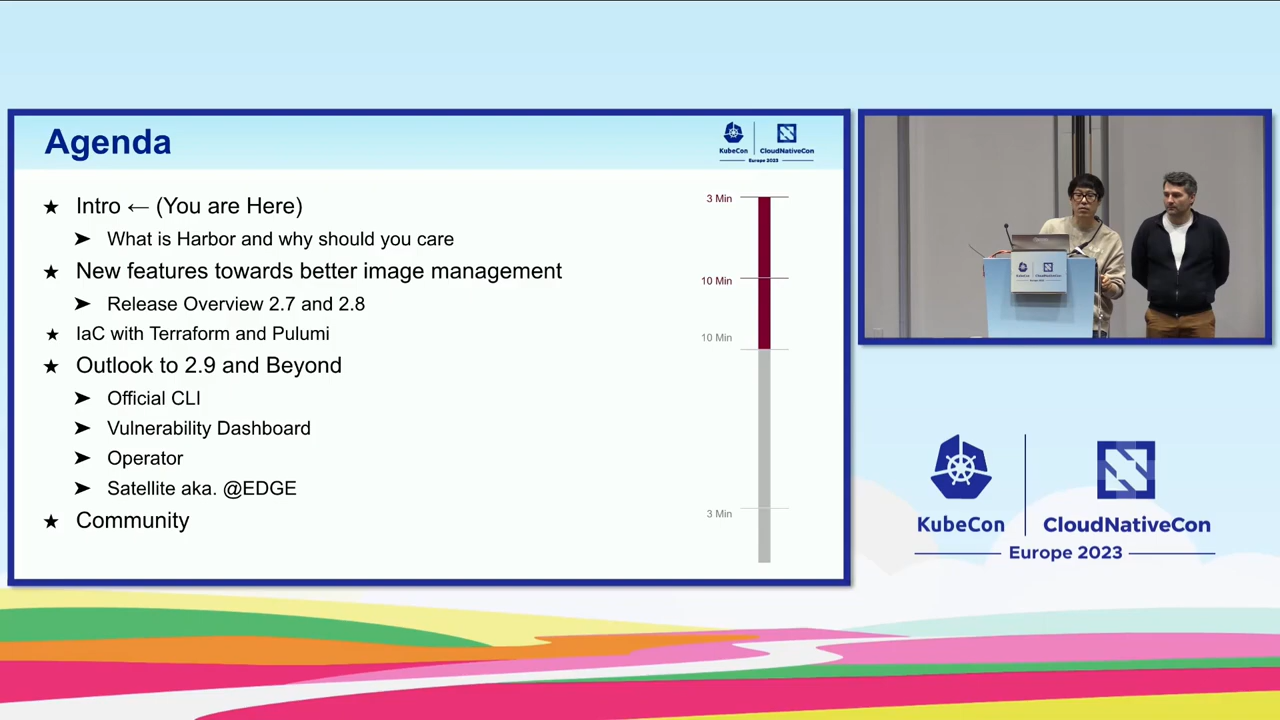 Agenda
KubeCon
CloudNativeCon
Europe 2023
★ Intro ← (You are Here)
➤ What is Harbor and why should you care
★ New features towards better image management
➤ Release Overview 2.7 and 2.8
★ IaC with Terraform and Pulumi
★ Outlook to 2.9 and Beyond
➤ Official CLI
➤ Vulnerability Dashboard
➤ Operator
➤ Satellite aka. @EDGE
★ Community
3 Min
10 Min
10 Min
3 Min
KubeCon
CloudNativeCon
Europe 2023